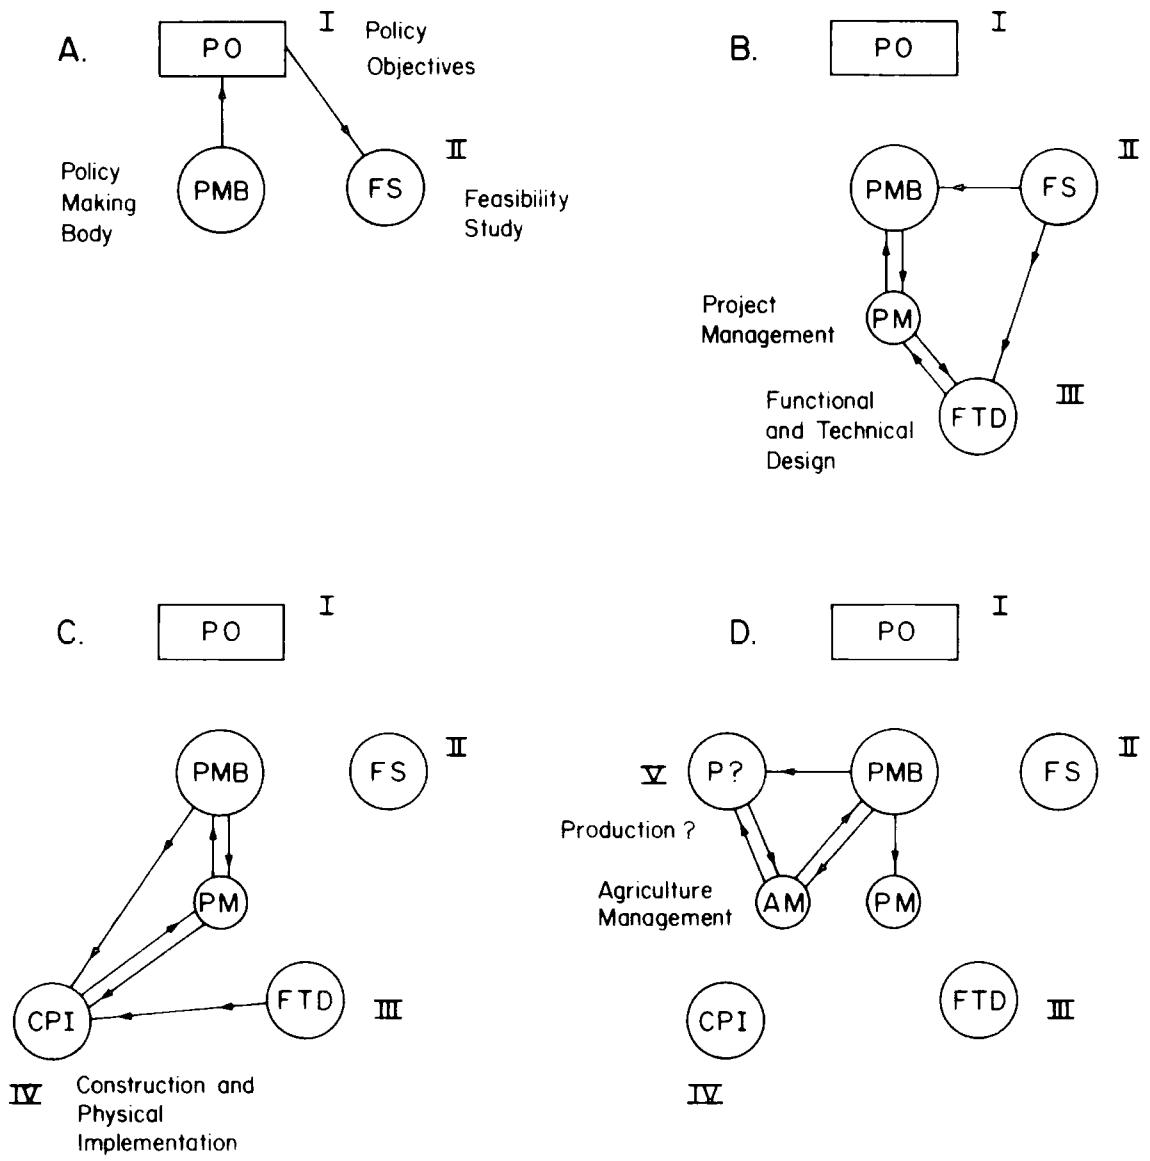 A.
PO
I
Policy
Objectives
Policy
Making
Body
PMB
FS
II
Feasibility
Study
B.
PO
I
PMB
FS
II
Project
Management
PM
Functional
and Technical
Design
FTD
III
C.
PO
I
PMB
FS
II
PM
CPI
FTD
III
IV
Construction and
Physical
Implementation
D.
PO
I
V
P?
PMB
FS
II
Production ?
Agriculture
Management
AM
PM
CPI
FTD
III
IV